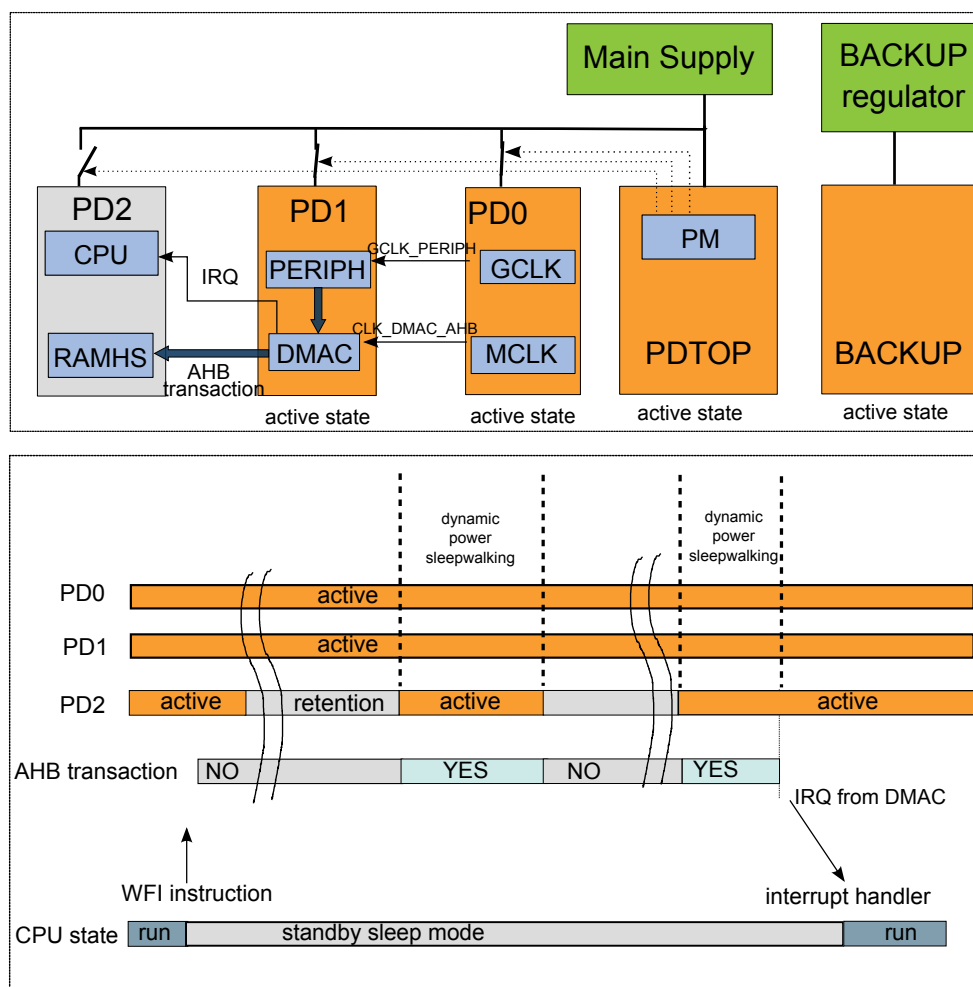 Main Supply
BACKUP
regulator
PD2
PD1
PD0
CPU
IRQ
PERIPH
GCLK_PERIPH
GCLK
PM
RAMHS
AHB
transaction
DMAC
CLK_DMAC_AHB
MCLK
PDTOP
BACKUP
active state
active state
active state
active state
dynamic
power
sleepwalking
dynamic
power
sleepwalking
PD0
active
PD1
active
PD2
active
retention
active
active
AHB transaction
NO
YES
NO
YES
IRQ from DMAC
WFI instruction
interrupt handler
CPU state
run
standby sleep mode
run